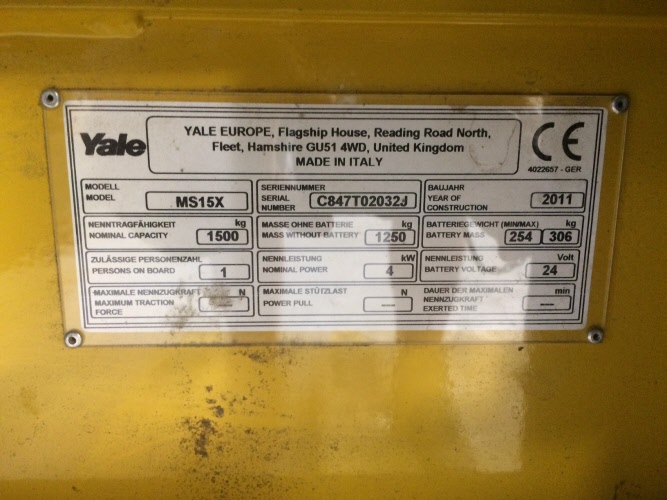 Yale
YALE EUROPE, Flagship House, Reading Road North,
Fleet, Hamshire GU51 4WD, United Kingdom
MADE IN ITALY
CE
4022657 - GER
MODELL
MODEL MS15X
SERIENNUMMER
SERIAL
NUMBER C847T02032J
BAUJAHR
YEAR OF
CONSTRUCTION 2011
NENNTRAGFÄHIGKEIT kg
NOMINAL CAPACITY 1500
MASSE OHNE BATTERIE kg
MASS WITHOUT BATTERY 1250
BATTERIEGEWICHT (MIN/MAX) kg
BATTERY MASS 254 306
ZULÄSSIGE PERSONENZAHL
PERSONS ON BOARD 1
NENNLEISTUNG kW
NOMINAL POWER 4
NENNLEISTUNG Volt
BATTERY VOLTAGE 24
MAXIMALE NENNZUGKRAFT N
MAXIMUM TRACTION
FORCE —
MAXIMALE STÜTZLAST N
POWER PULL —
DAUER DER MAXIMALEN min
NENNZUGKRAFT
EXERTED TIME —